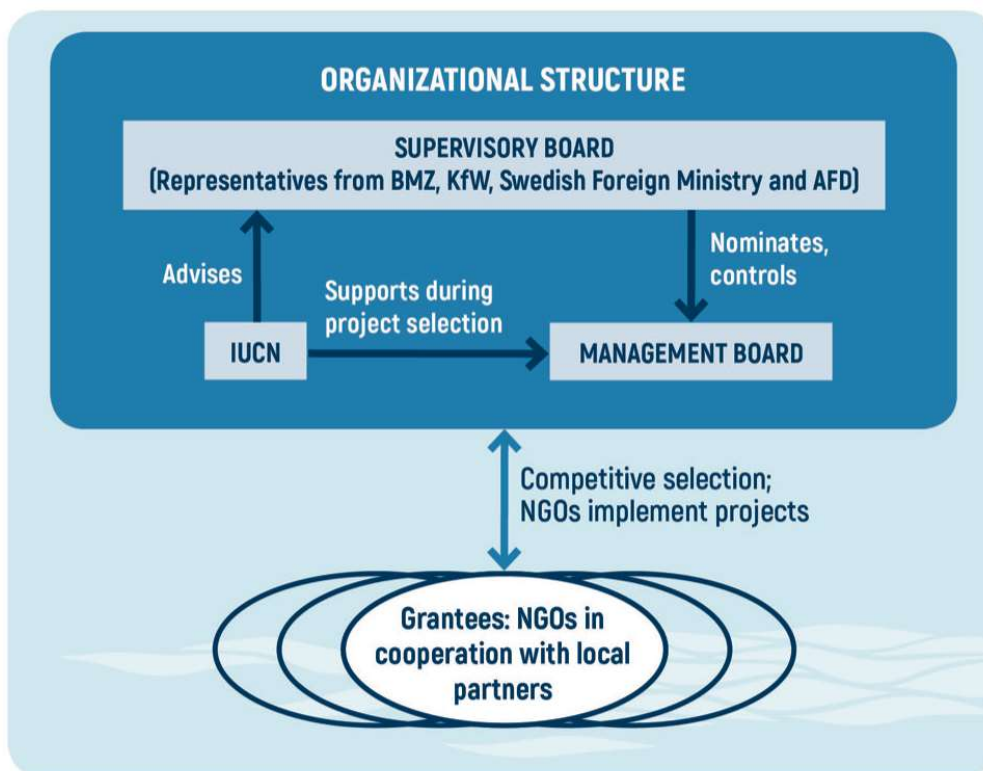 ORGANIZATIONAL STRUCTURE
SUPERVISORY BOARD
(Representatives from BMZ, KfW, Swedish Foreign Ministry and AFD)
Advises
Nominates,
controls
Supports during
project selection
IUCN
MANAGEMENT BOARD
Competitive selection;
NGOs implement projects
Grantees: NGOs in
cooperation with local
partners